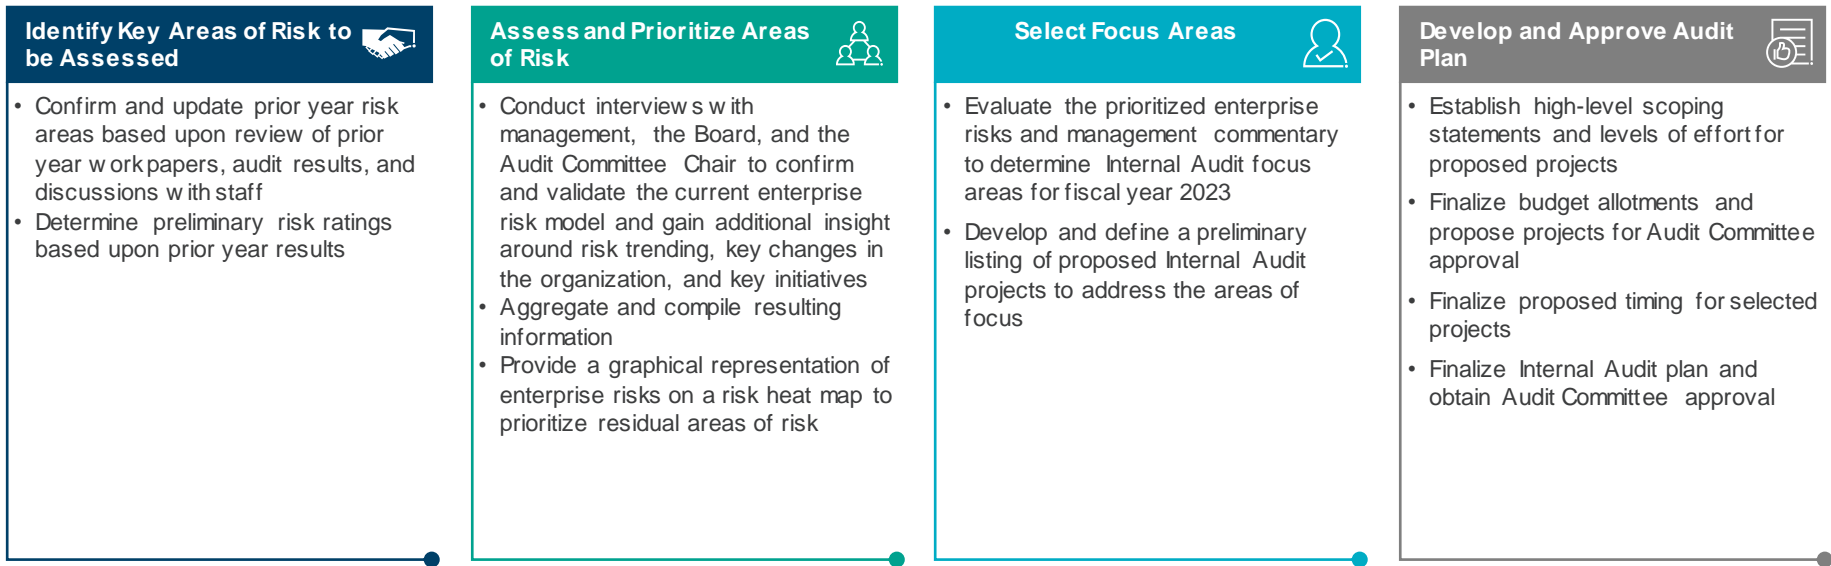 Identify Key Areas of Risk to
be Assessed
• Confirm and update prior year risk
areas based upon review of prior
year workpapers, audit results, and
discussions with staff
• Determine preliminary risk ratings
based upon prior year results
Assess and Prioritize Areas
of Risk
• Conduct interviews with
management, the Board, and the
Audit Committee Chair to confirm
and validate the current enterprise
risk model and gain additional insight
around risk trending, key changes in
the organization, and key initiatives
• Aggregate and compile resulting
information
• Provide a graphical representation of
enterprise risks on a risk heat map to
prioritize residual areas of risk
Select Focus Areas
• Evaluate the prioritized enterprise
risks and management commentary
to determine Internal Audit focus
areas for fiscal year 2023
• Develop and define a preliminary
listing of proposed Internal Audit
projects to address the areas of
focus
Develop and Approve Audit
Plan
• Establish high-level scoping
statements and levels of effort for
proposed projects
• Finalize budget allotments and
propose projects for Audit Committee
approval
• Finalize proposed timing for selected
projects
• Finalize Internal Audit plan and
obtain Audit Committee approval